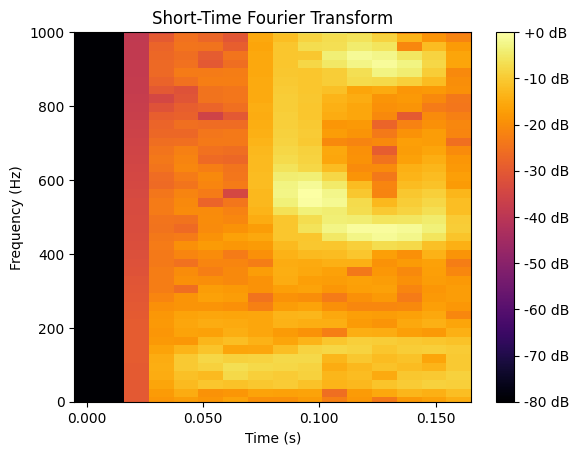 Short-Time Fourier Transform
1000
800
600
400
200
0
Frequency (Hz)
0.000
0.050
0.100
0.150
Time (s)
+0 dB
-10 dB
-20 dB
-30 dB
-40 dB
-50 dB
-60 dB
-70 dB
-80 dB